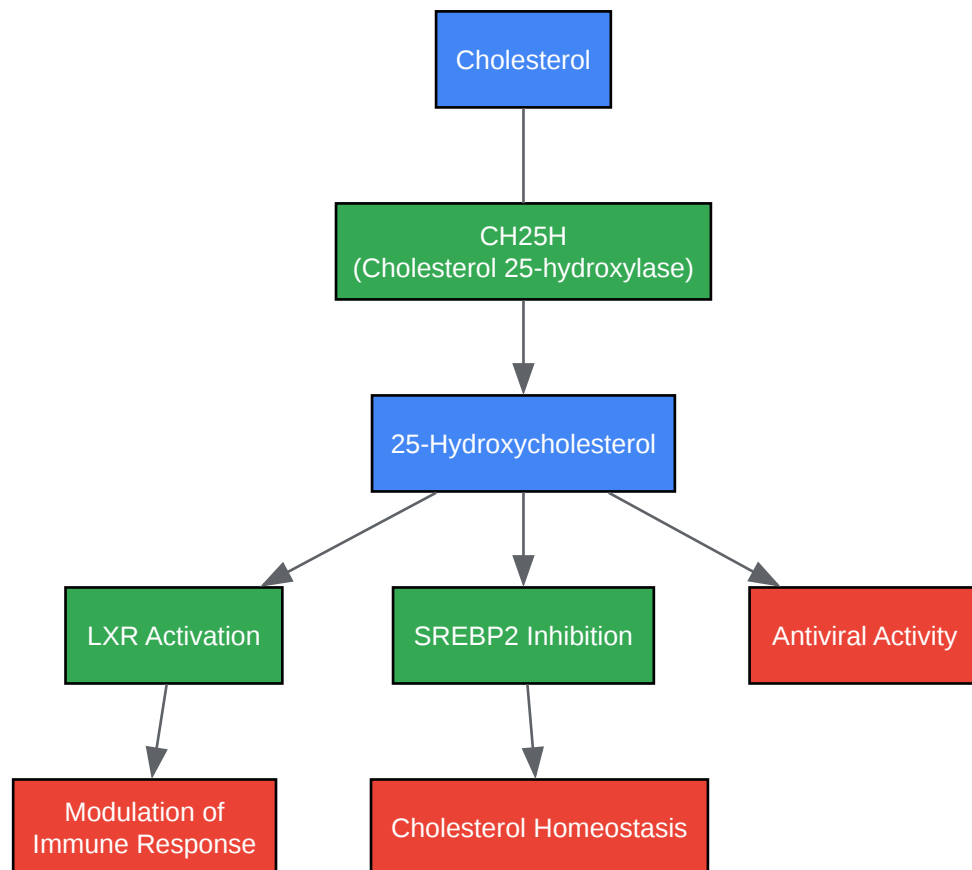 Cholesterol
CH25H
(Cholesterol 25-hydroxylase)
25-Hydroxycholesterol
LXR Activation
SREBP2 Inhibition
Antiviral Activity
Modulation of
Immune Response
Cholesterol Homeostasis